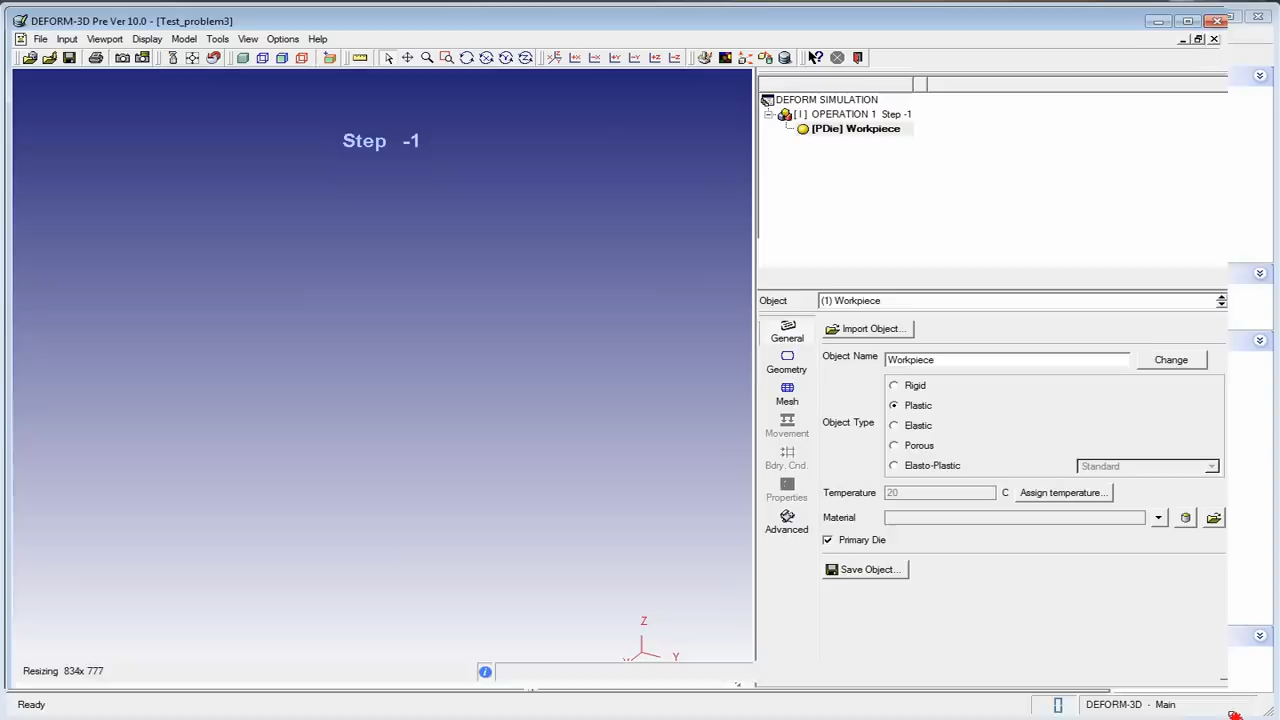 DEFORM-3D Pre Ver 10.0 - [Test_problem3]
File Input Viewport Display Model Tools View Options Help
Step -1
DEFORM SIMULATION
[ I ] OPERATION 1 Step -1
[PDie] Workpiece
Object (1) Workpiece
General
Import Object...
Object Name Workpiece Change
Geometry
Mesh
Movement
Bdry. Cnd.
Properties
Advanced
Object Type
Rigid
Plastic
Elastic
Porous
Elasto-Plastic Standard
Temperature 20 C Assign temperature...
Material
Primary Die
Save Object...
Z
Y
Resizing 834x 777
Ready DEFORM-3D - Main